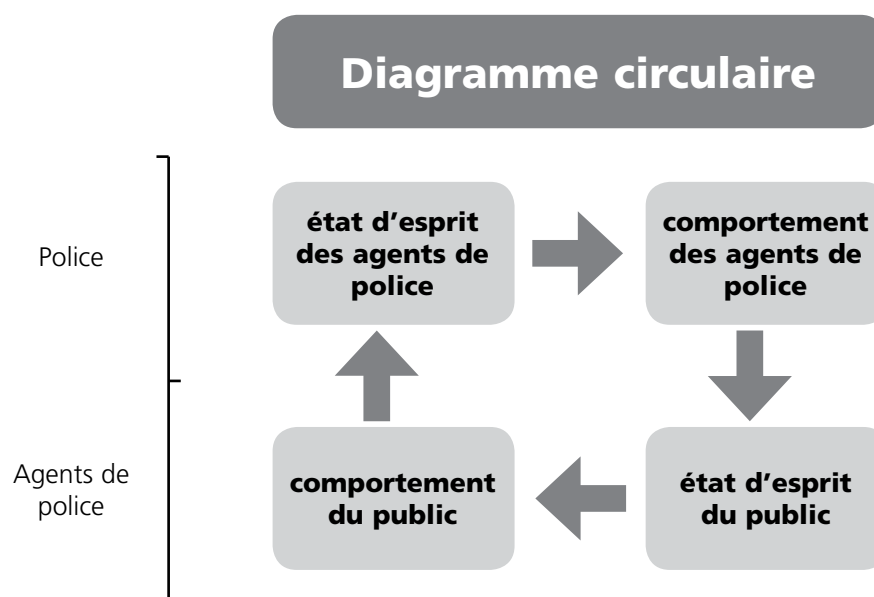 Diagramme circulaire
Police
état d’esprit
des agents de
police
comportement
des agents de
police
Agents de
police
comportement
du public
état d’esprit
du public